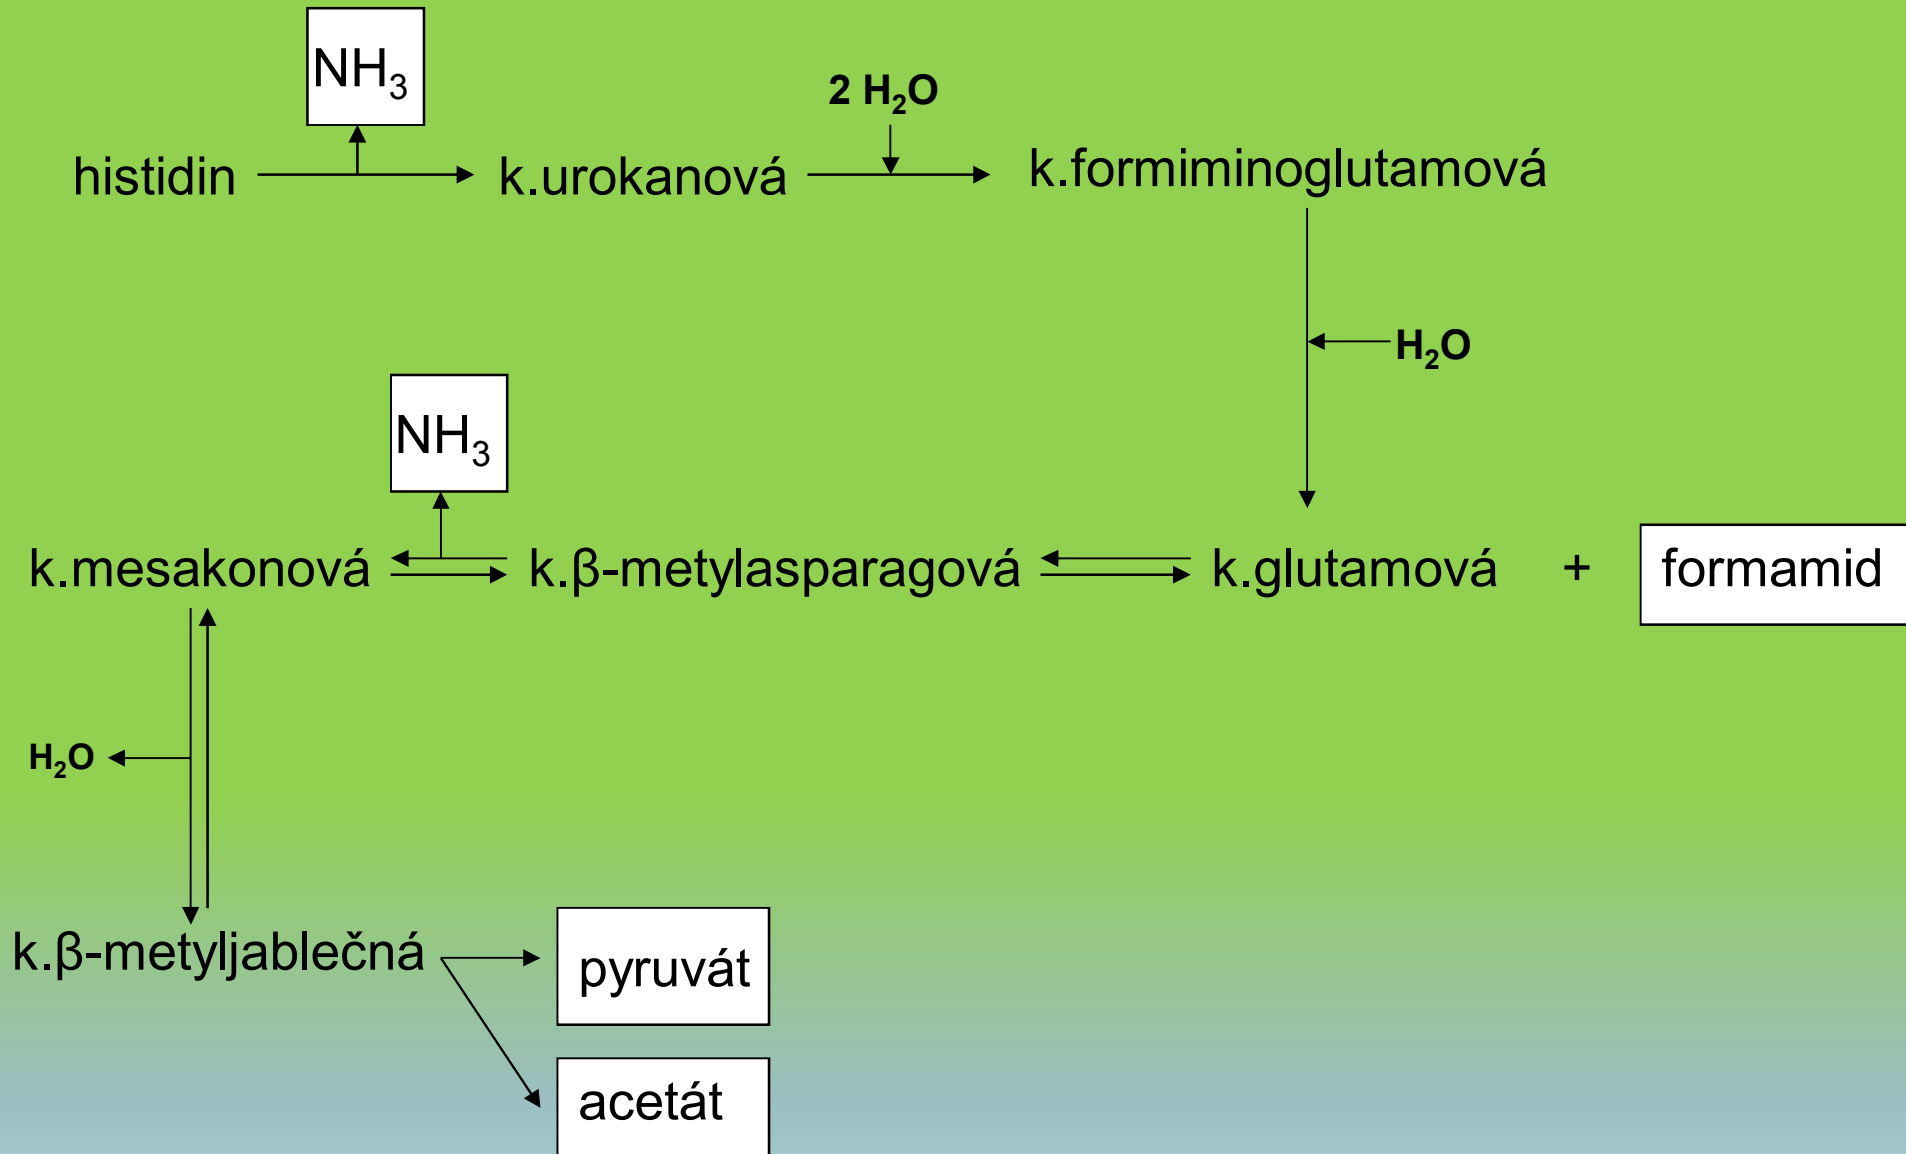 NH₃
2 H₂O
histidin k.urokanová k.formiminoglutamová
H₂O
NH₃
k.mesakonová k.β-metylasparagová k.glutamová + formamid
H₂O
k.β-metyljablečná pyruvát
acetát